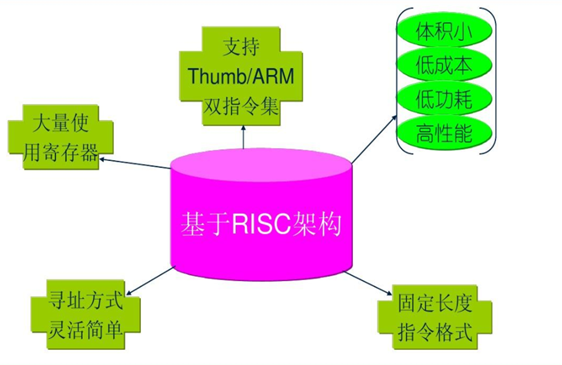 支持
Thumb/ARM
双指令集
体积小
低成本
低功耗
高性能
大量使
用寄存器
基于RISC架构
寻址方式
灵活简单
固定长度
指令格式